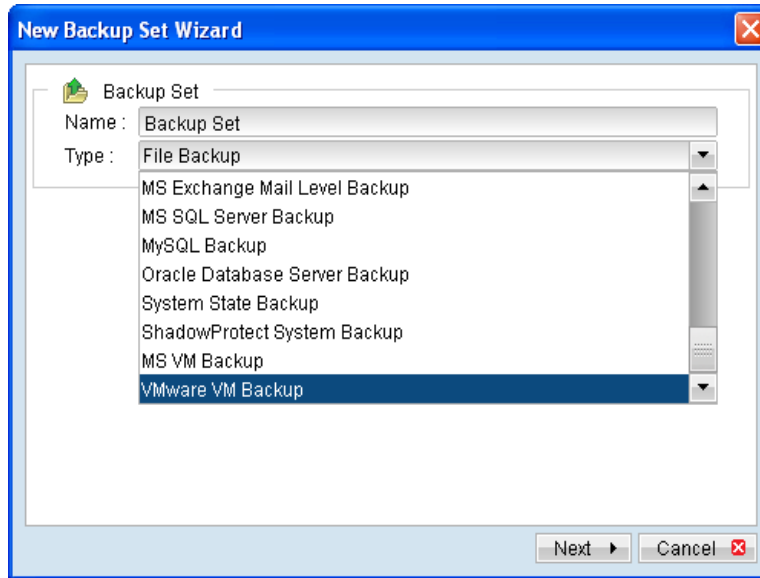 New Backup Set Wizard
Backup Set
Name : Backup Set
Type : File Backup
MS Exchange Mail Level Backup
MS SQL Server Backup
MySQL Backup
Oracle Database Server Backup
System State Backup
ShadowProtect System Backup
MS VM Backup
VMware VM Backup
Next Cancel